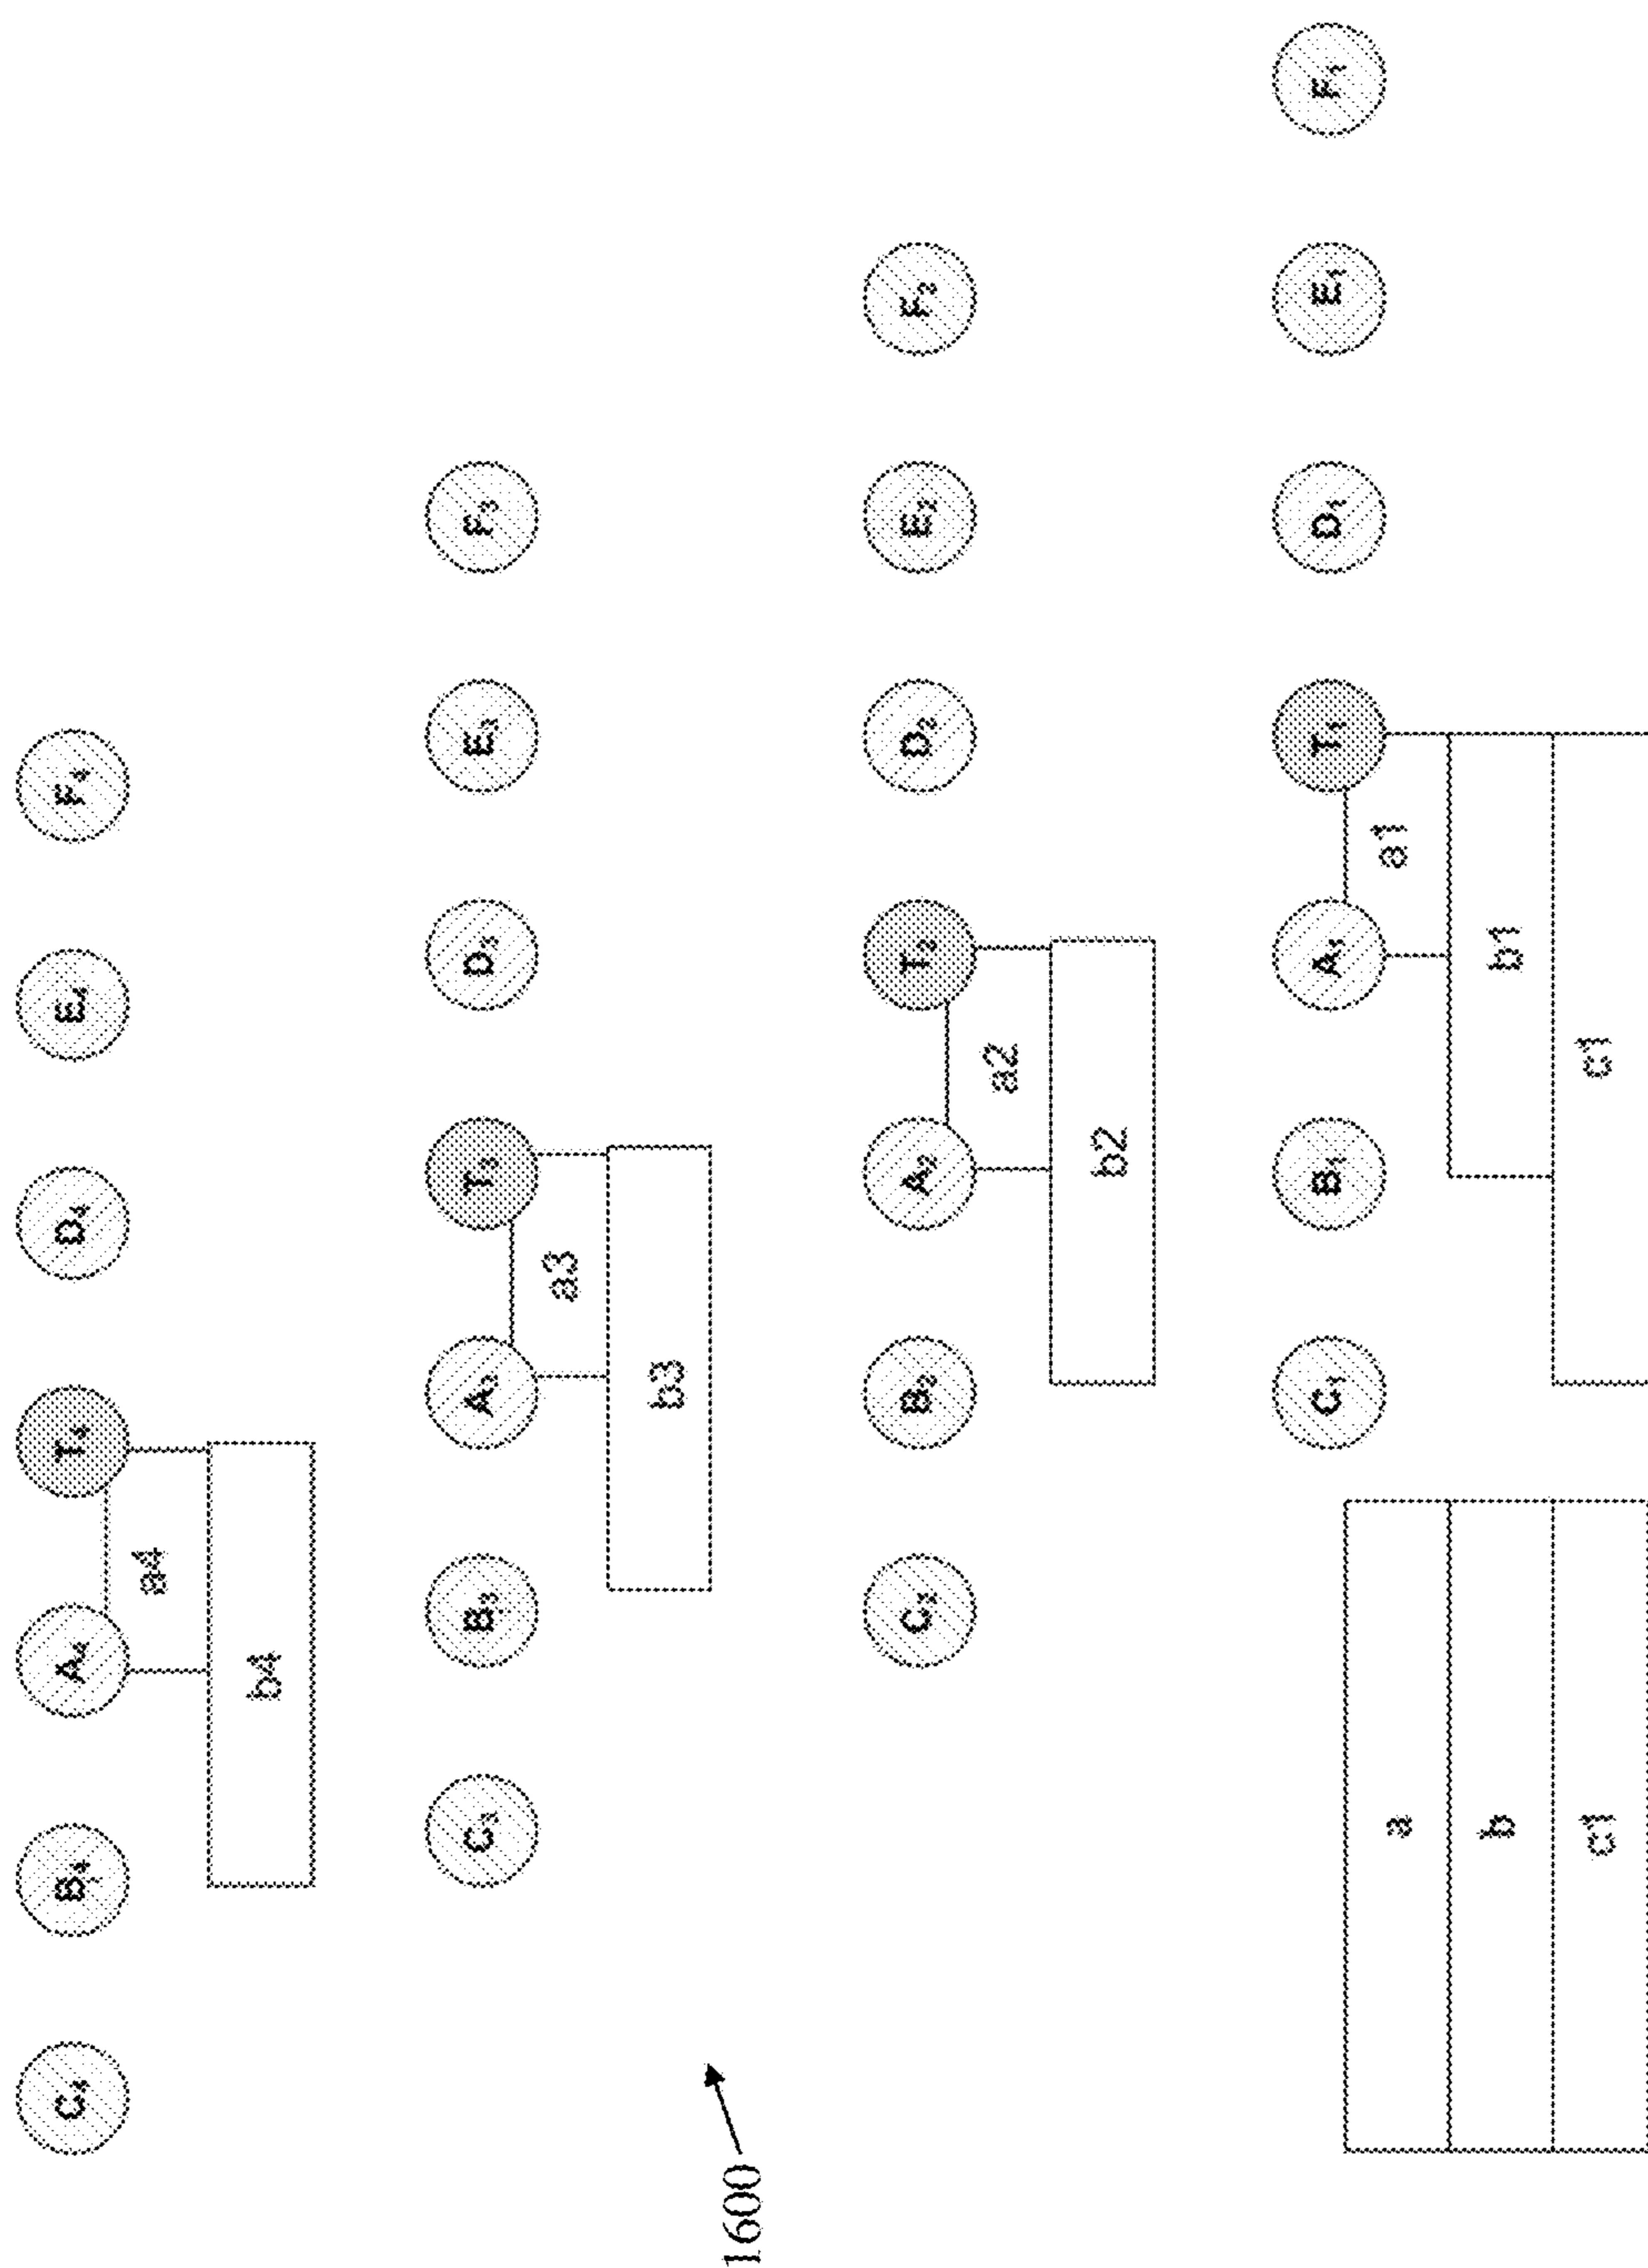 C₄ B₄ A₄ T₄ D₄ E₄ F₄
a4
b4
C₃ B₃ A₃ T₃ D₃ E₃ F₃
a3
b3
1600
C₂ B₂ A₂ T₂ D₂ E₂ F₂
a2
b2
C₁ B₁ A₁ T₁ D₁ E₁ F₁
a a1
b b1
c1 c1